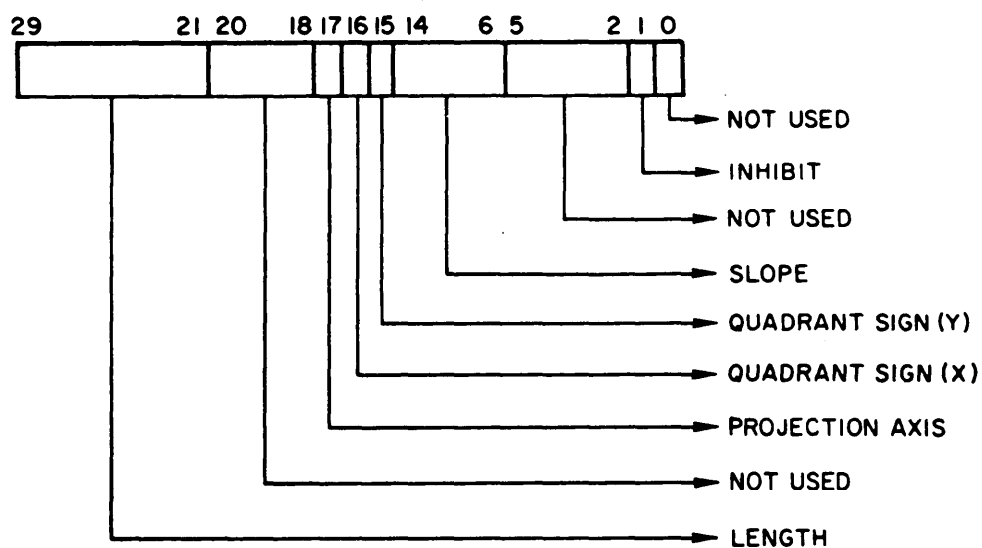 29 21 20 18 17 16 15 14 6 5 2 1 0
NOT USED
INHIBIT
NOT USED
SLOPE
QUADRANT SIGN (Y)
QUADRANT SIGN (X)
PROJECTION AXIS
NOT USED
LENGTH